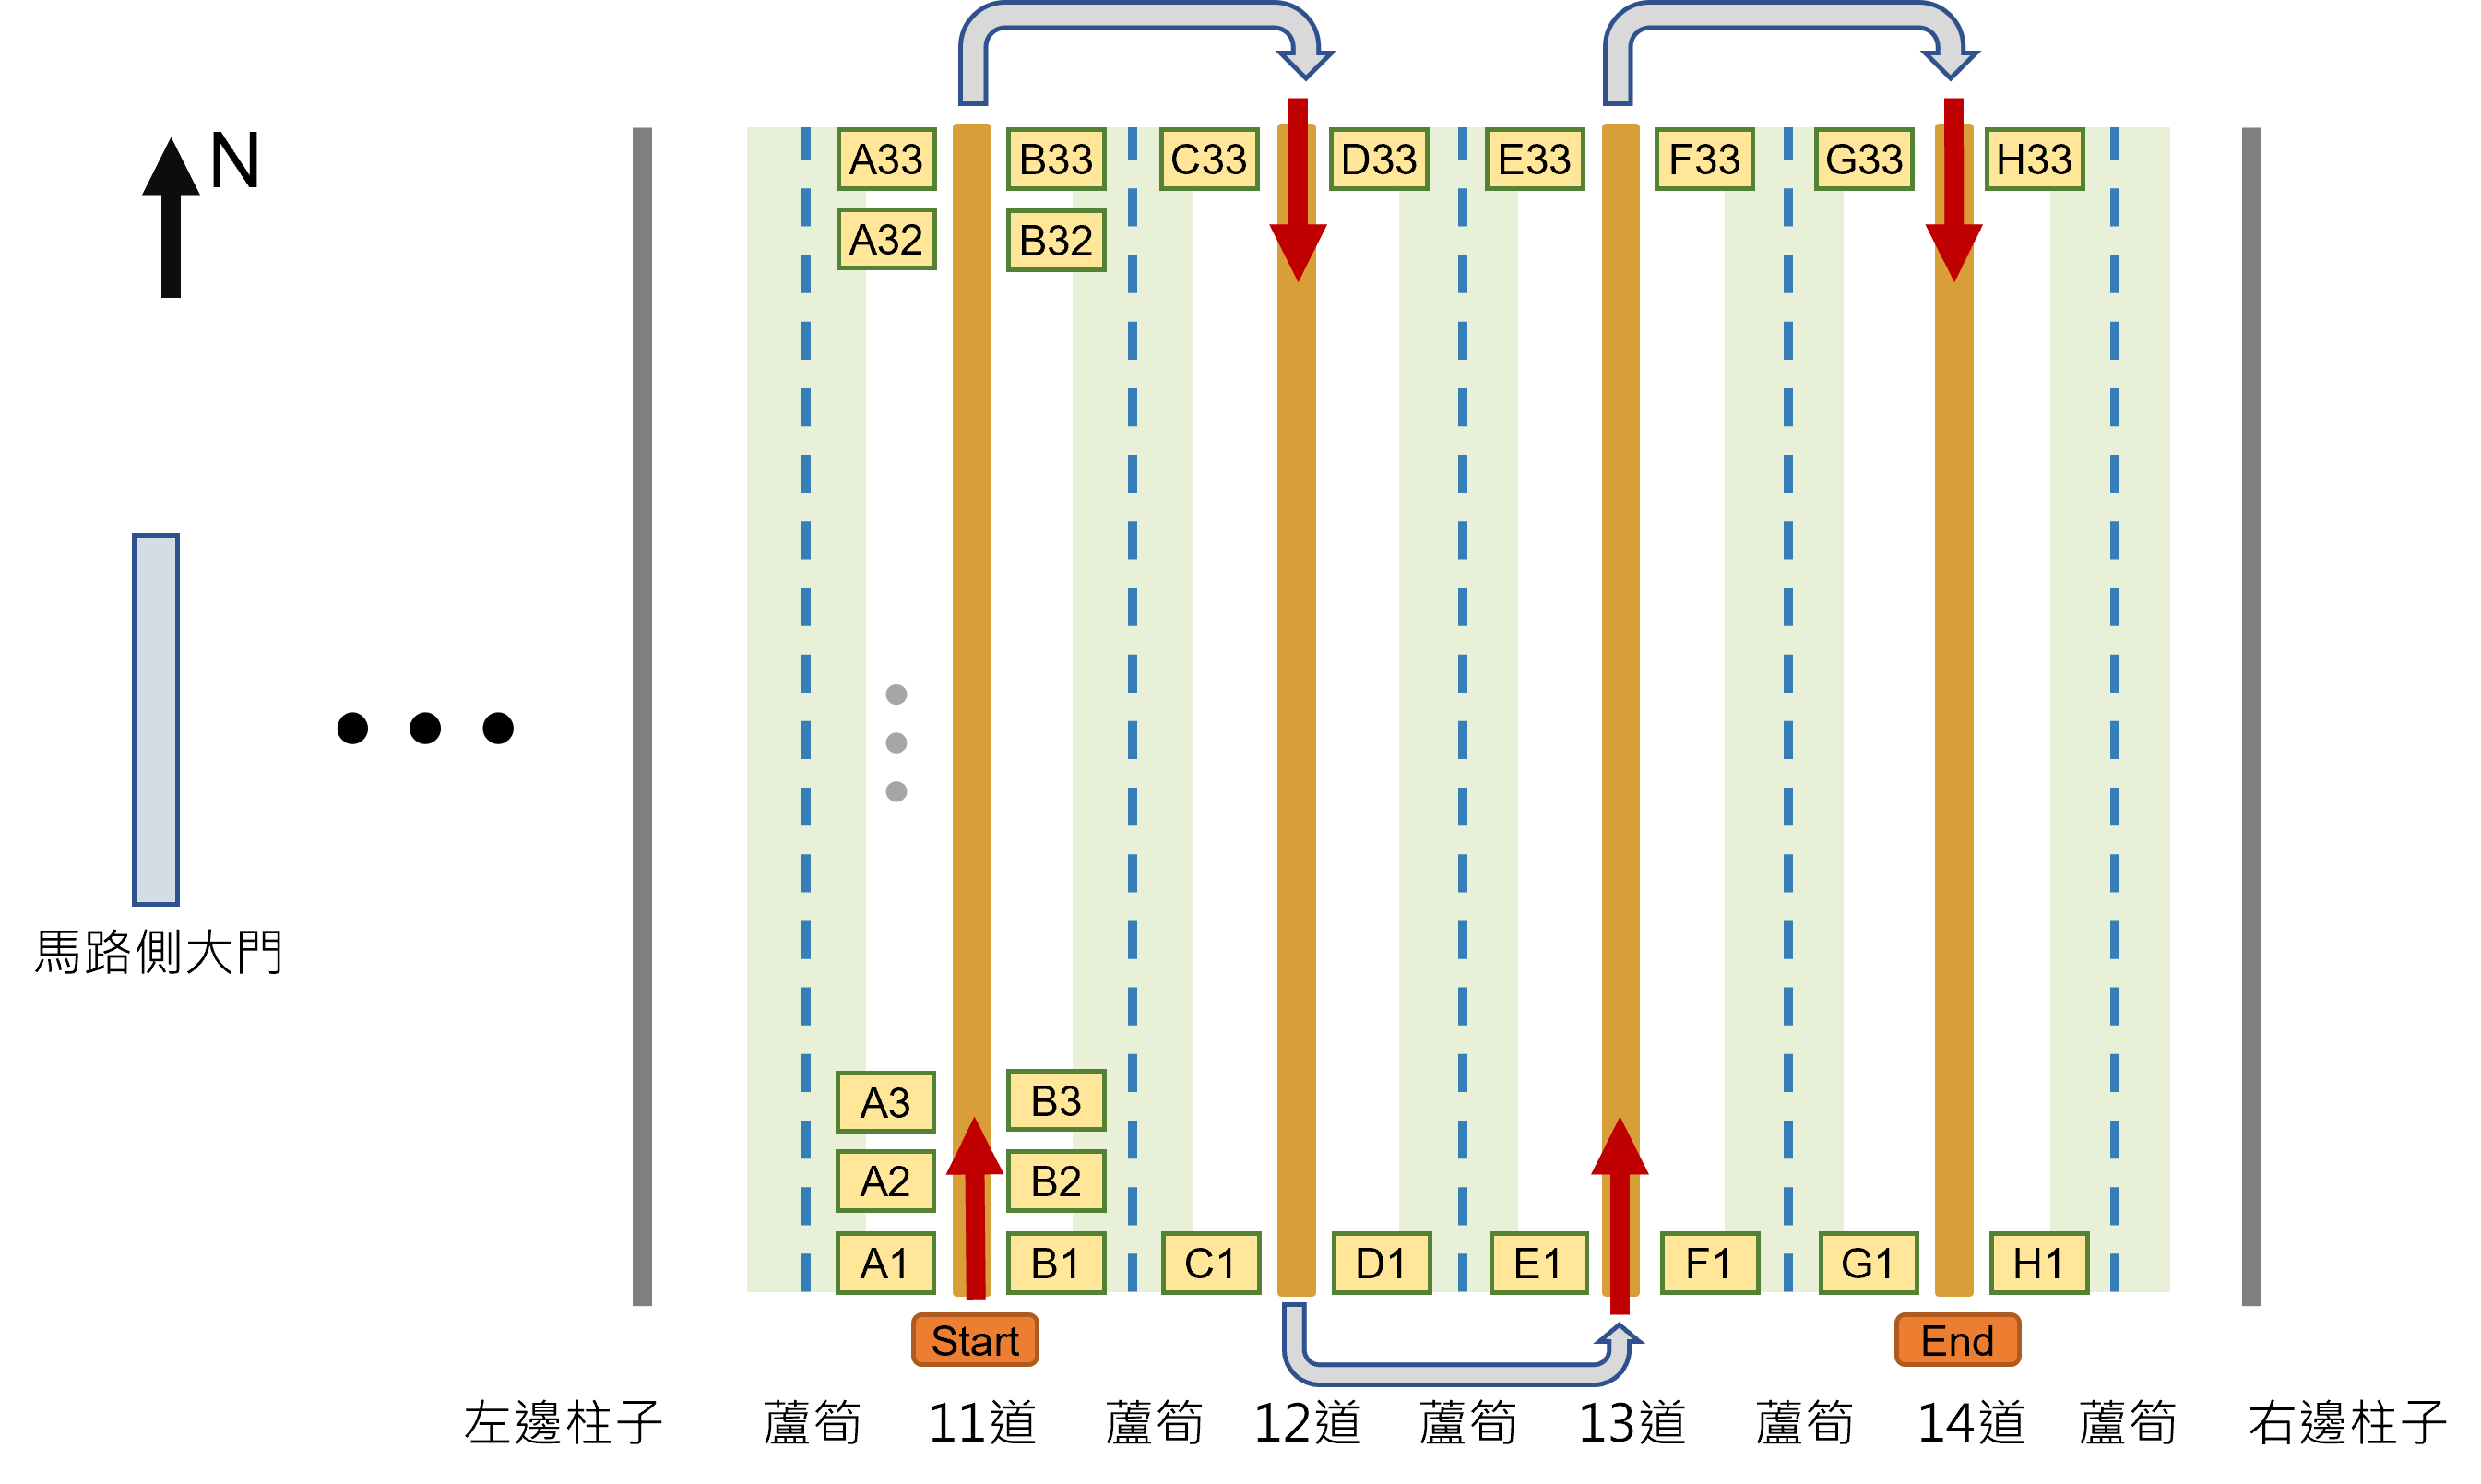 N
A33 B33 C33 D33 E33 F33 G33 H33
A32 B32
馬路側大門
A3 B3
A2 B2
A1 B1 C1 D1 E1 F1 G1 H1
Start End
左邊柱子 蘆筍 11道 蘆筍 12道 蘆筍 13道 蘆筍 14道 蘆筍 右邊柱子